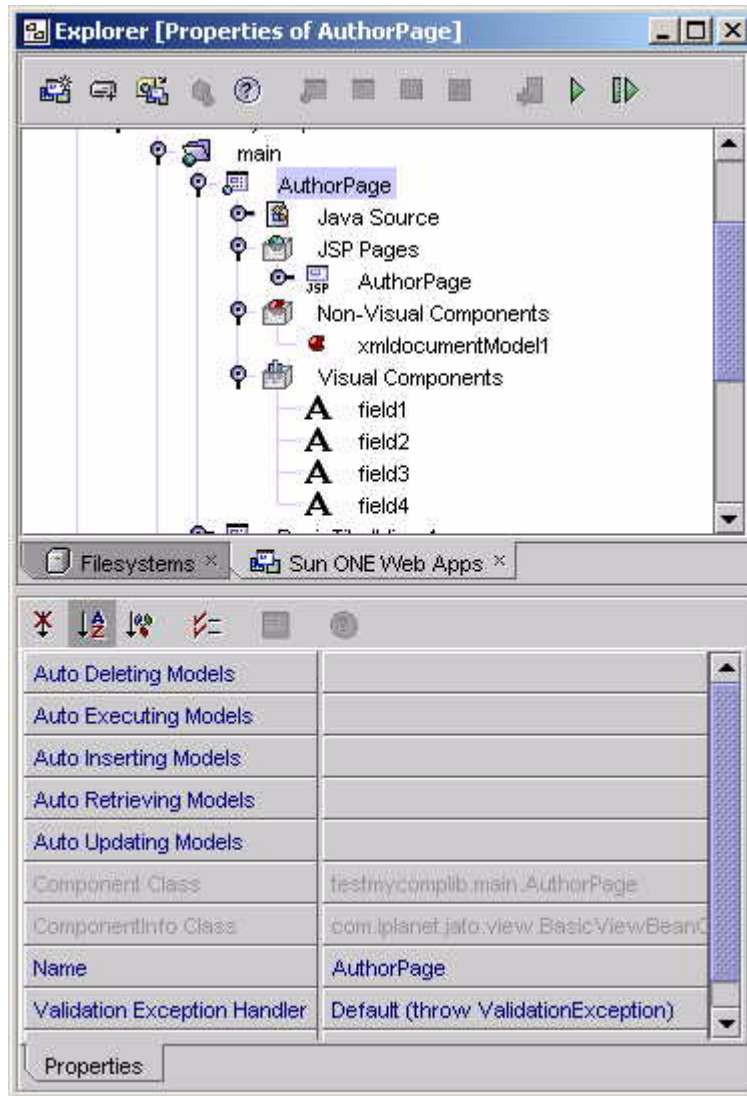 Explorer [Properties of AuthorPage]
main
AuthorPage
Java Source
JSP Pages
JSP AuthorPage
Non-Visual Components
xmldocumentModel1
Visual Components
A field1
A field2
A field3
A field4
Filesystems × Sun ONE Web Apps ×
Auto Deleting Models
Auto Executing Models
Auto Inserting Models
Auto Retrieving Models
Auto Updating Models
Component Class testmycomplib.main.AuthorPage
ComponentInfo Class com.iplanet.jato.view.BasicViewBeanC
Name AuthorPage
Validation Exception Handler Default (throw ValidationException)
Properties